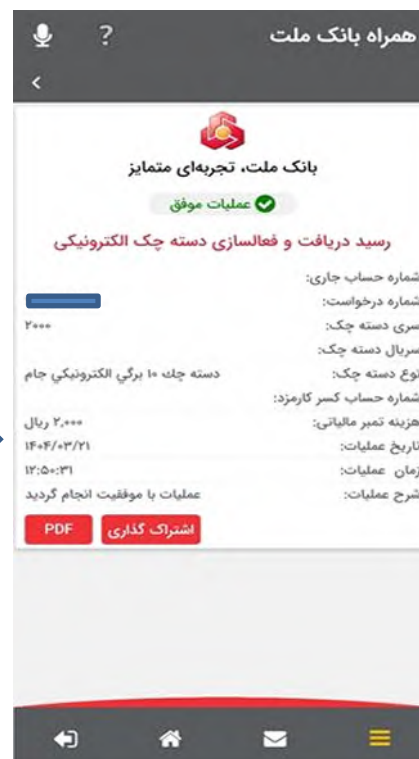 همراه بانک ملت
?
بانک ملت، تجربه‌ای متمایز
عملیات موفق
رسید دریافت و فعالسازی دسته چک الکترونیکی
شماره حساب جاری:
شماره درخواست:
سری دسته چک: ۲۰۰۰
سریال دسته چک:
نوع دسته چک: دسته چك ۱۰ برگي الكترونيكي جام
شماره حساب کسر کارمزد:
هزینه تمبر مالیاتی: ۲,۰۰۰ ریال
تاریخ عملیات: ۱۴۰۴/۰۳/۲۱
زمان عملیات: ۱۲:۵۰:۳۱
شرح عملیات: عملیات با موفقیت انجام گردید
اشتراک گذاری PDF